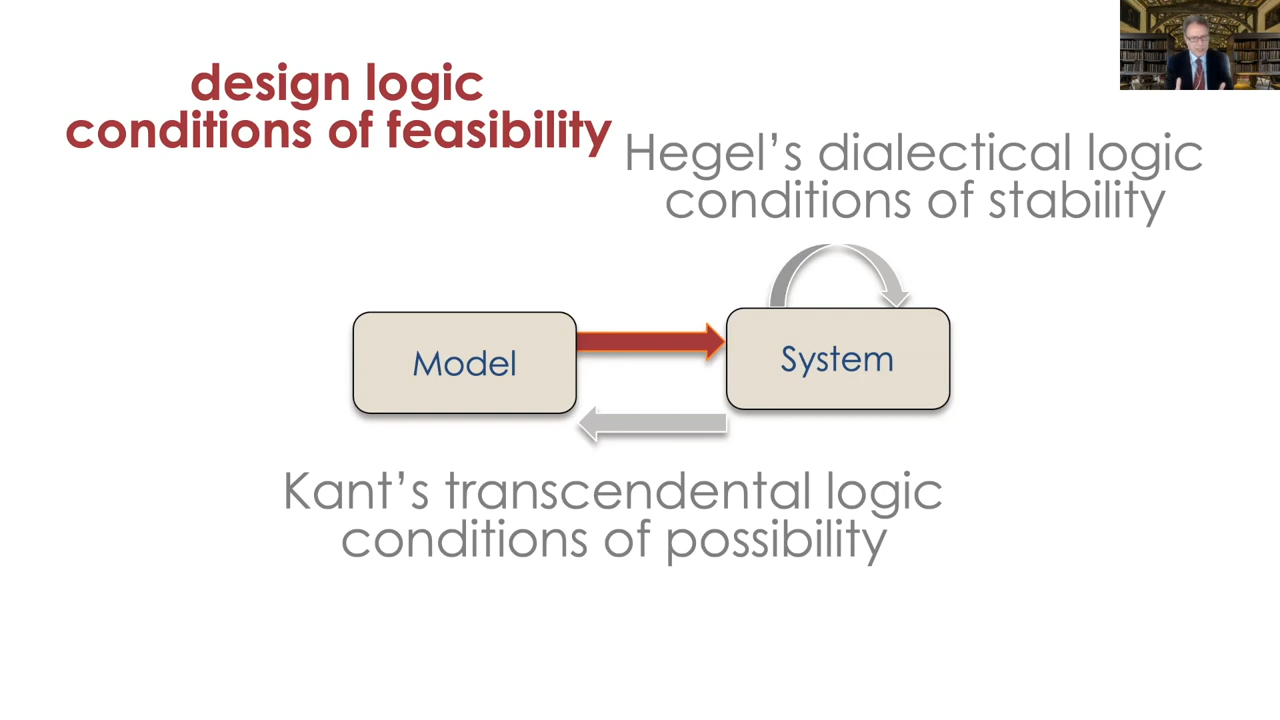 design logic
conditions of feasibility
Hegel’s dialectical logic
conditions of stability
Model
System
Kant’s transcendental logic
conditions of possibility